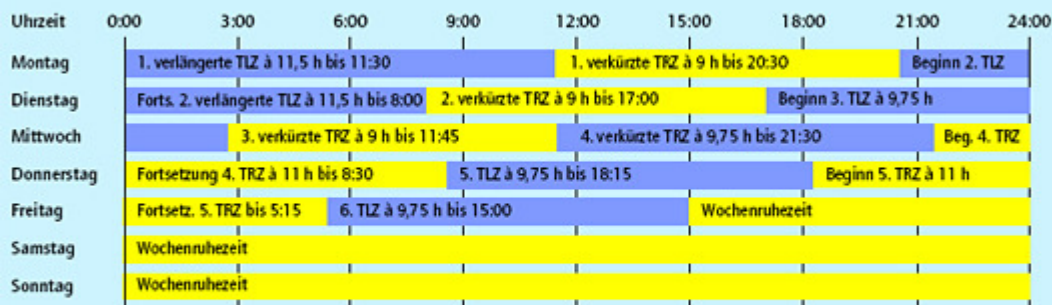 Uhrzeit 0:00 3:00 6:00 9:00 12:00 15:00 18:00 21:00 24:00
Montag 1. verlängerte TLZ à 11,5 h bis 11:30 1. verkürzte TRZ à 9 h bis 20:30 Beginn 2. TLZ
Dienstag Forts. 2. verlängerte TLZ à 11,5 h bis 8:00 2. verkürzte TRZ à 9 h bis 17:00 Beginn 3. TLZ à 9,75 h
Mittwoch 3. verkürzte TRZ à 9 h bis 11:45 4. verkürzte TRZ à 9,75 h bis 21:30 Beg. 4. TRZ
Donnerstag Fortsetzung 4. TRZ à 11 h bis 8:30 5. TLZ à 9,75 h bis 18:15 Beginn 5. TRZ à 11 h
Freitag Fortsetz. 5. TRZ bis 5:15 6. TLZ à 9,75 h bis 15:00 Wochenruhezeit
Samstag Wochenruhezeit
Sonntag Wochenruhezeit